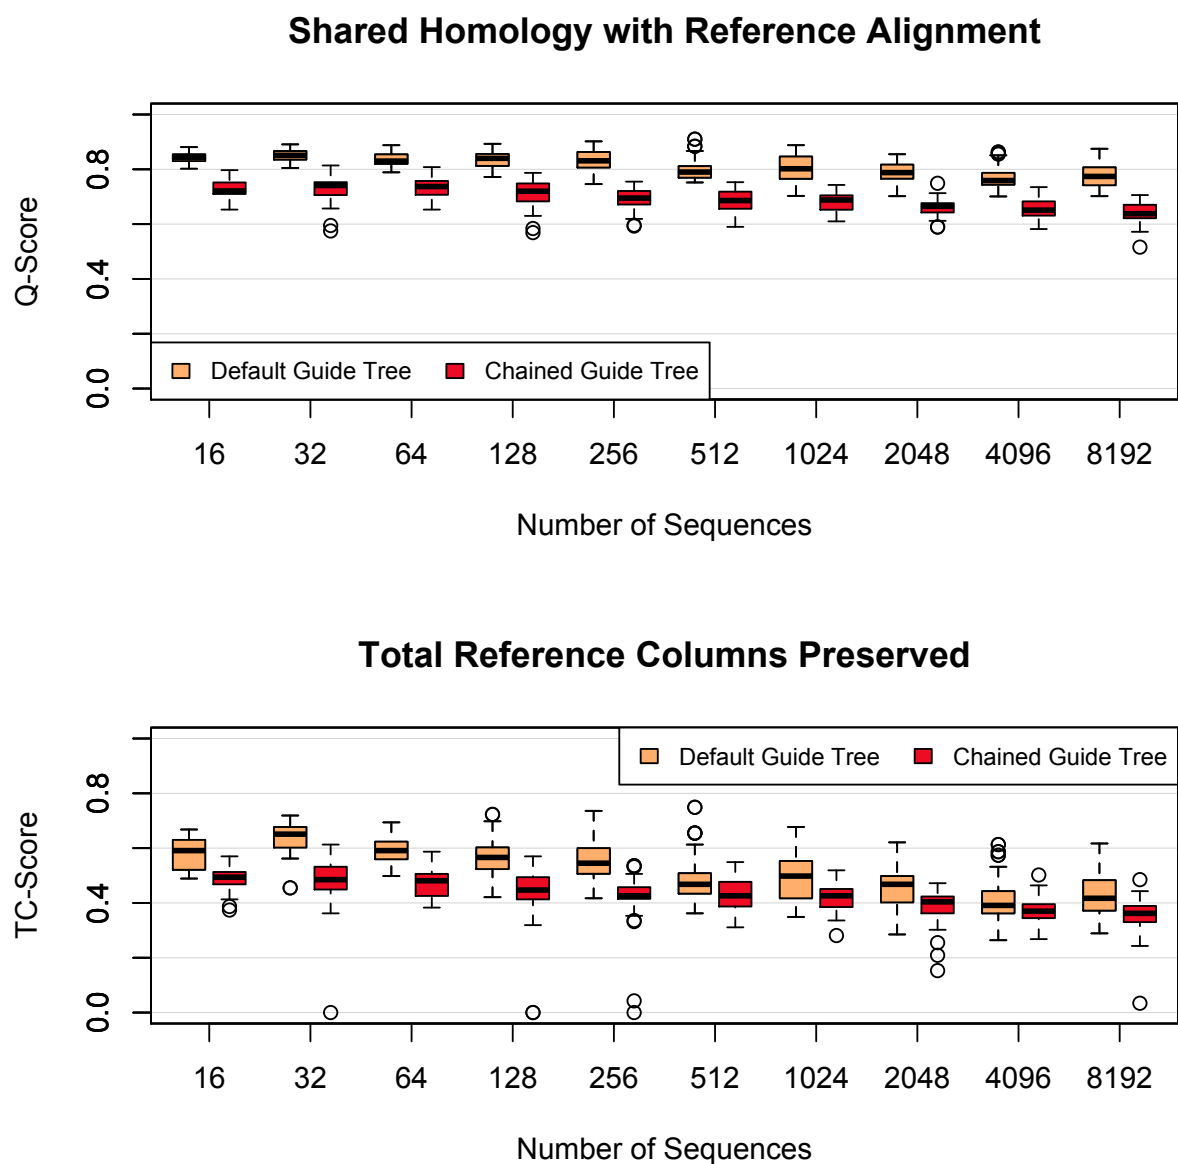 Shared Homology with Reference Alignment
Q-Score
0.8
0.4
0.0
Default Guide Tree Chained Guide Tree
16 32 64 128 256 512 1024 2048 4096 8192
Number of Sequences
Total Reference Columns Preserved
TC-Score
Default Guide Tree Chained Guide Tree
0.8
0.4
0.0
16 32 64 128 256 512 1024 2048 4096 8192
Number of Sequences